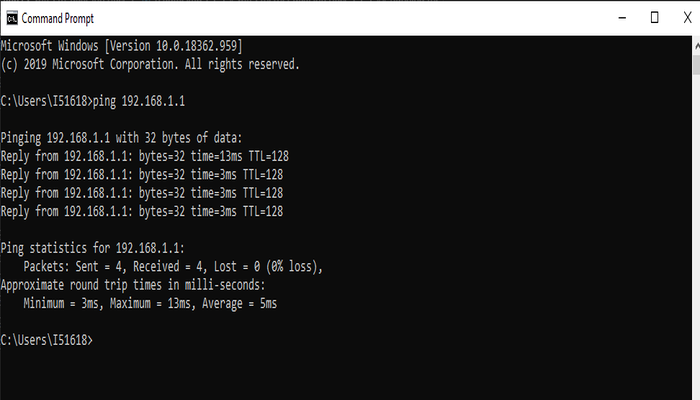 Command Prompt
Microsoft Windows [Version 10.0.18362.959]
(c) 2019 Microsoft Corporation. All rights reserved.
C:\Users\I51618>ping 192.168.1.1
Pinging 192.168.1.1 with 32 bytes of data:
Reply from 192.168.1.1: bytes=32 time=13ms TTL=128
Reply from 192.168.1.1: bytes=32 time=3ms TTL=128
Reply from 192.168.1.1: bytes=32 time=3ms TTL=128
Reply from 192.168.1.1: bytes=32 time=3ms TTL=128
Ping statistics for 192.168.1.1:
    Packets: Sent = 4, Received = 4, Lost = 0 (0% loss),
Approximate round trip times in milli-seconds:
    Minimum = 3ms, Maximum = 13ms, Average = 5ms
C:\Users\I51618>